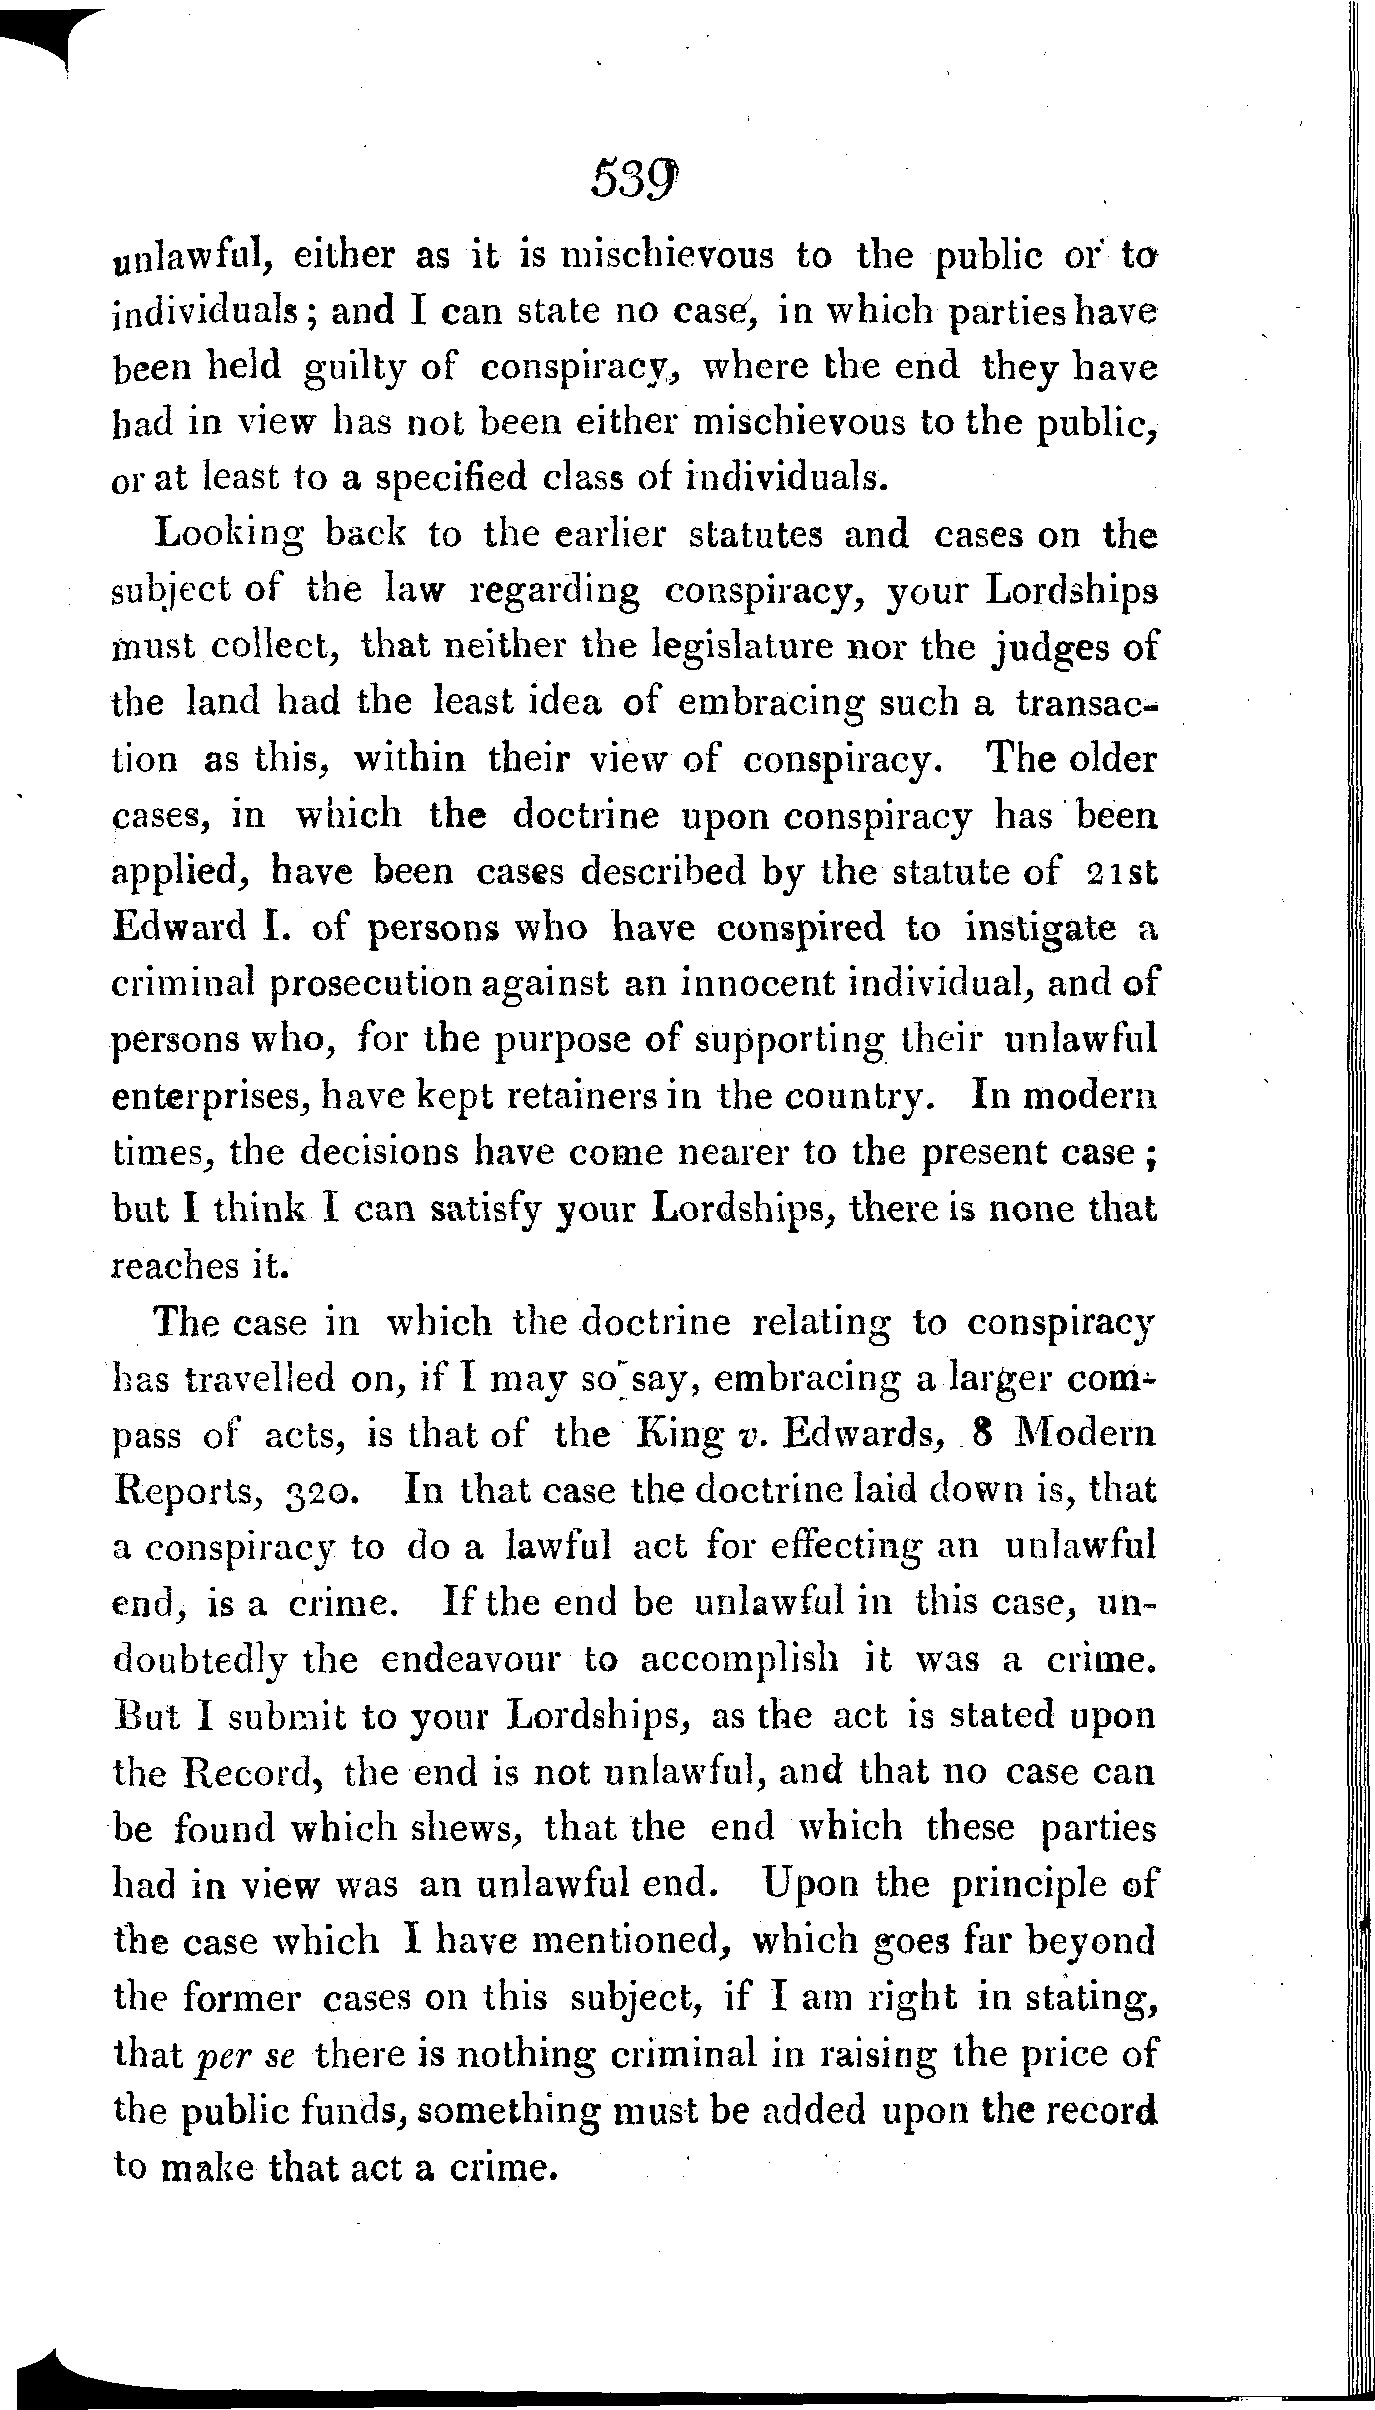 539
unlawful, either as it is mischievous to the public or to
individuals; and I can state no case, in which parties have
been held guilty of conspiracy, where the end they have
had in view has not been either mischievous to the public,
or at least to a specified class of individuals.
Looking back to the earlier statutes and cases on the
subject of the law regarding conspiracy, your Lordships
must collect, that neither the legislature nor the judges of
the land had the least idea of embracing such a transac-
tion as this, within their view of conspiracy. The older
cases, in which the doctrine upon conspiracy has been
applied, have been cases described by the statute of 21st
Edward I. of persons who have conspired to instigate a
criminal prosecution against an innocent individual, and of
persons who, for the purpose of supporting their unlawful
enterprises, have kept retainers in the country. In modern
times, the decisions have come nearer to the present case;
but I think I can satisfy your Lordships, there is none that
reaches it.
The case in which the doctrine relating to conspiracy
has travelled on, if I may so say, embracing a larger com-
pass of acts, is that of the King v. Edwards, 8 Modern
Reports, 320. In that case the doctrine laid down is, that
a conspiracy to do a lawful act for effecting an unlawful
end, is a crime. If the end be unlawful in this case, un-
doubtedly the endeavour to accomplish it was a crime.
But I submit to your Lordships, as the act is stated upon
the Record, the end is not unlawful, and that no case can
be found which shews, that the end which these parties
had in view was an unlawful end. Upon the principle of
the case which I have mentioned, which goes far beyond
the former cases on this subject, if I am right in stating,
that per se there is nothing criminal in raising the price of
the public funds, something must be added upon the record
to make that act a crime.